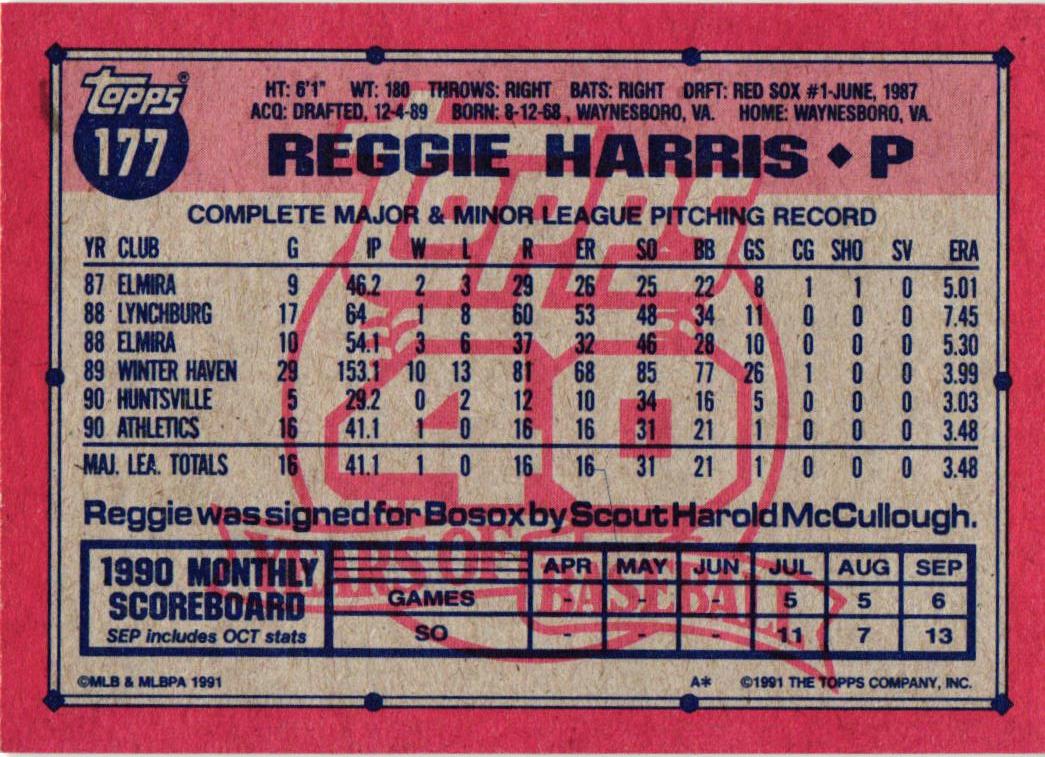 topps®
177
HT: 6'1" WT: 180 THROWS: RIGHT BATS: RIGHT DRFT: RED SOX #1-JUNE, 1987
ACQ: DRAFTED, 12-4-89 BORN: 8-12-68, WAYNESBORO, VA. HOME: WAYNESBORO, VA.
REGGIE HARRIS ◆ P
COMPLETE MAJOR & MINOR LEAGUE PITCHING RECORD
YR CLUB G IP W L R ER SO BB GS CG SHO SV ERA
87 ELMIRA 9 46.2 2 3 29 26 25 22 8 1 1 0 5.01
88 LYNCHBURG 17 64 1 8 60 53 48 34 11 0 0 0 7.45
88 ELMIRA 10 54.1 3 6 37 32 46 28 10 0 0 0 5.30
89 WINTER HAVEN 29 153.1 10 13 81 68 85 77 26 1 0 0 3.99
90 HUNTSVILLE 5 29.2 0 2 12 10 34 16 5 0 0 0 3.03
90 ATHLETICS 16 41.1 1 0 16 16 31 21 1 0 0 0 3.48
MAJ. LEA. TOTALS 16 41.1 1 0 16 16 31 21 1 0 0 0 3.48
topps
40
YEARS OF BASEBALL
Reggie was signed for Bosox by Scout Harold McCullough.
1990 MONTHLY SCOREBOARD
SEP includes OCT stats
APR MAY JUN JUL AUG SEP
GAMES - - - 5 5 6
SO - - - 11 7 13
©MLB & MLBPA 1991 A* ©1991 THE TOPPS COMPANY, INC.